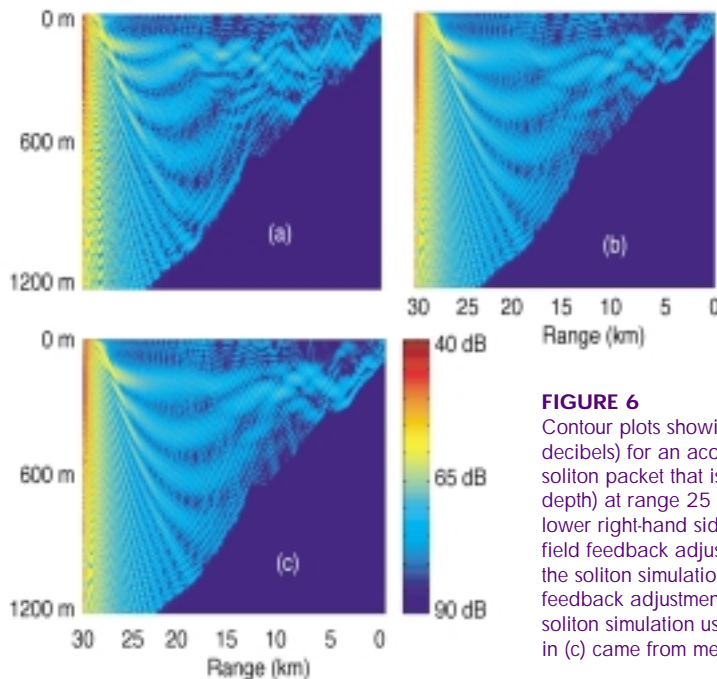 0 m
600 m
1200 m
(a)
(b)
30 25 20 15 10 5 0
Range (km)
0 m
600 m
1200 m
(c)
30 25 20 15 10 5 0
Range (km)
40 dB
65 dB
90 dB
FIGURE 6
Contour plots showi
decibels) for an acc
soliton packet that is
depth) at range 25
lower right-hand sid
field feedback adjus
the soliton simulatio
feedback adjustmen
soliton simulation us
in (c) came from me